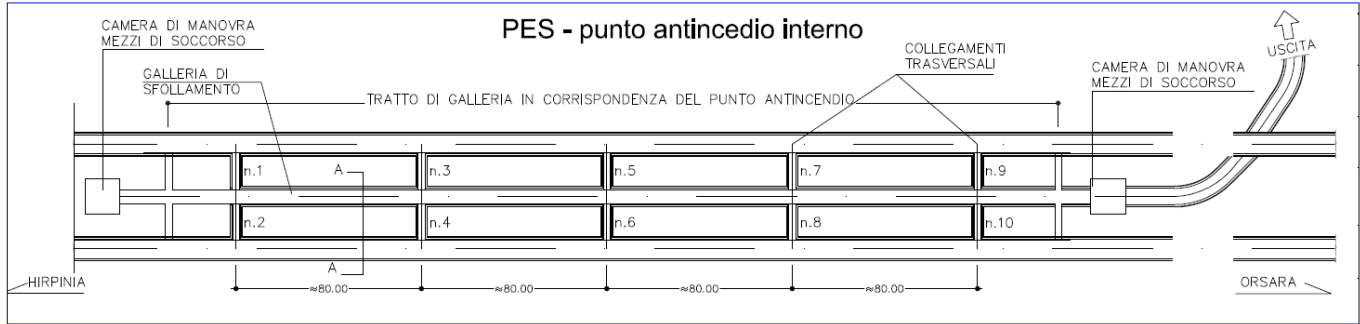 PES - punto antincedio interno
CAMERA DI MANOVRA
MEZZI DI SOCCORSO
GALLERIA DI
SFOLLAMENTO
TRATTO DI GALLERIA IN CORRISPONDENZA DEL PUNTO ANTINCENDIO
COLLEGAMENTI
TRASVERSALI
CAMERA DI MANOVRA
MEZZI DI SOCCORSO
USCITA
n.1
A
n.3
n.5
n.7
n.9
n.2
n.4
n.6
n.8
n.10
A
HIRPINIA
≈80.00
≈80.00
≈80.00
≈80.00
ORSARA